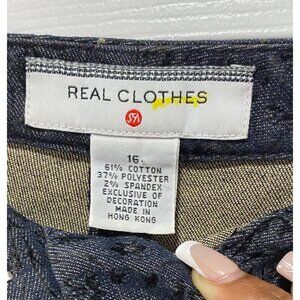 REAL CLOTHES
16
61% COTTON
37% POLYESTER
2% SPANDEX
EXCLUSIVE OF
DECORATION
MADE IN
HONG KONG